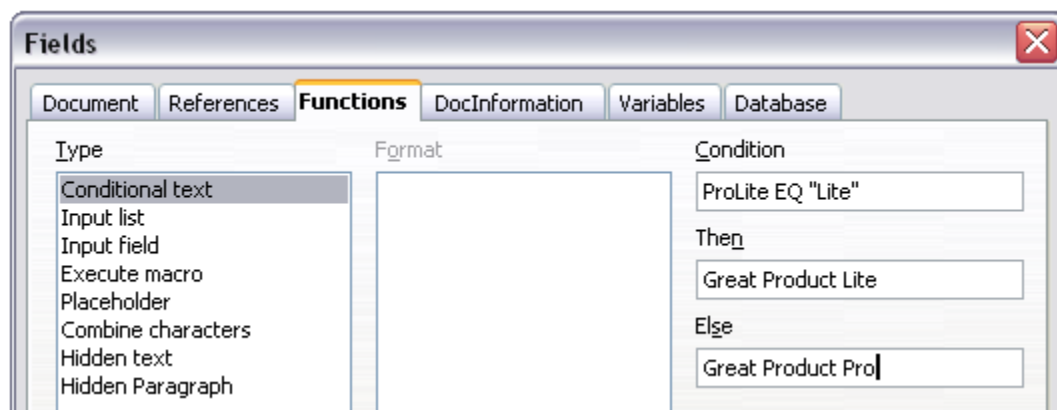 Fields
Document References Functions DocInformation Variables Database
Type Format Condition
Conditional text
Input list
Input field
Execute macro
Placeholder
Combine characters
Hidden text
Hidden Paragraph
ProLite EQ "Lite"
Then
Great Product Lite
Else
Great Product Pro